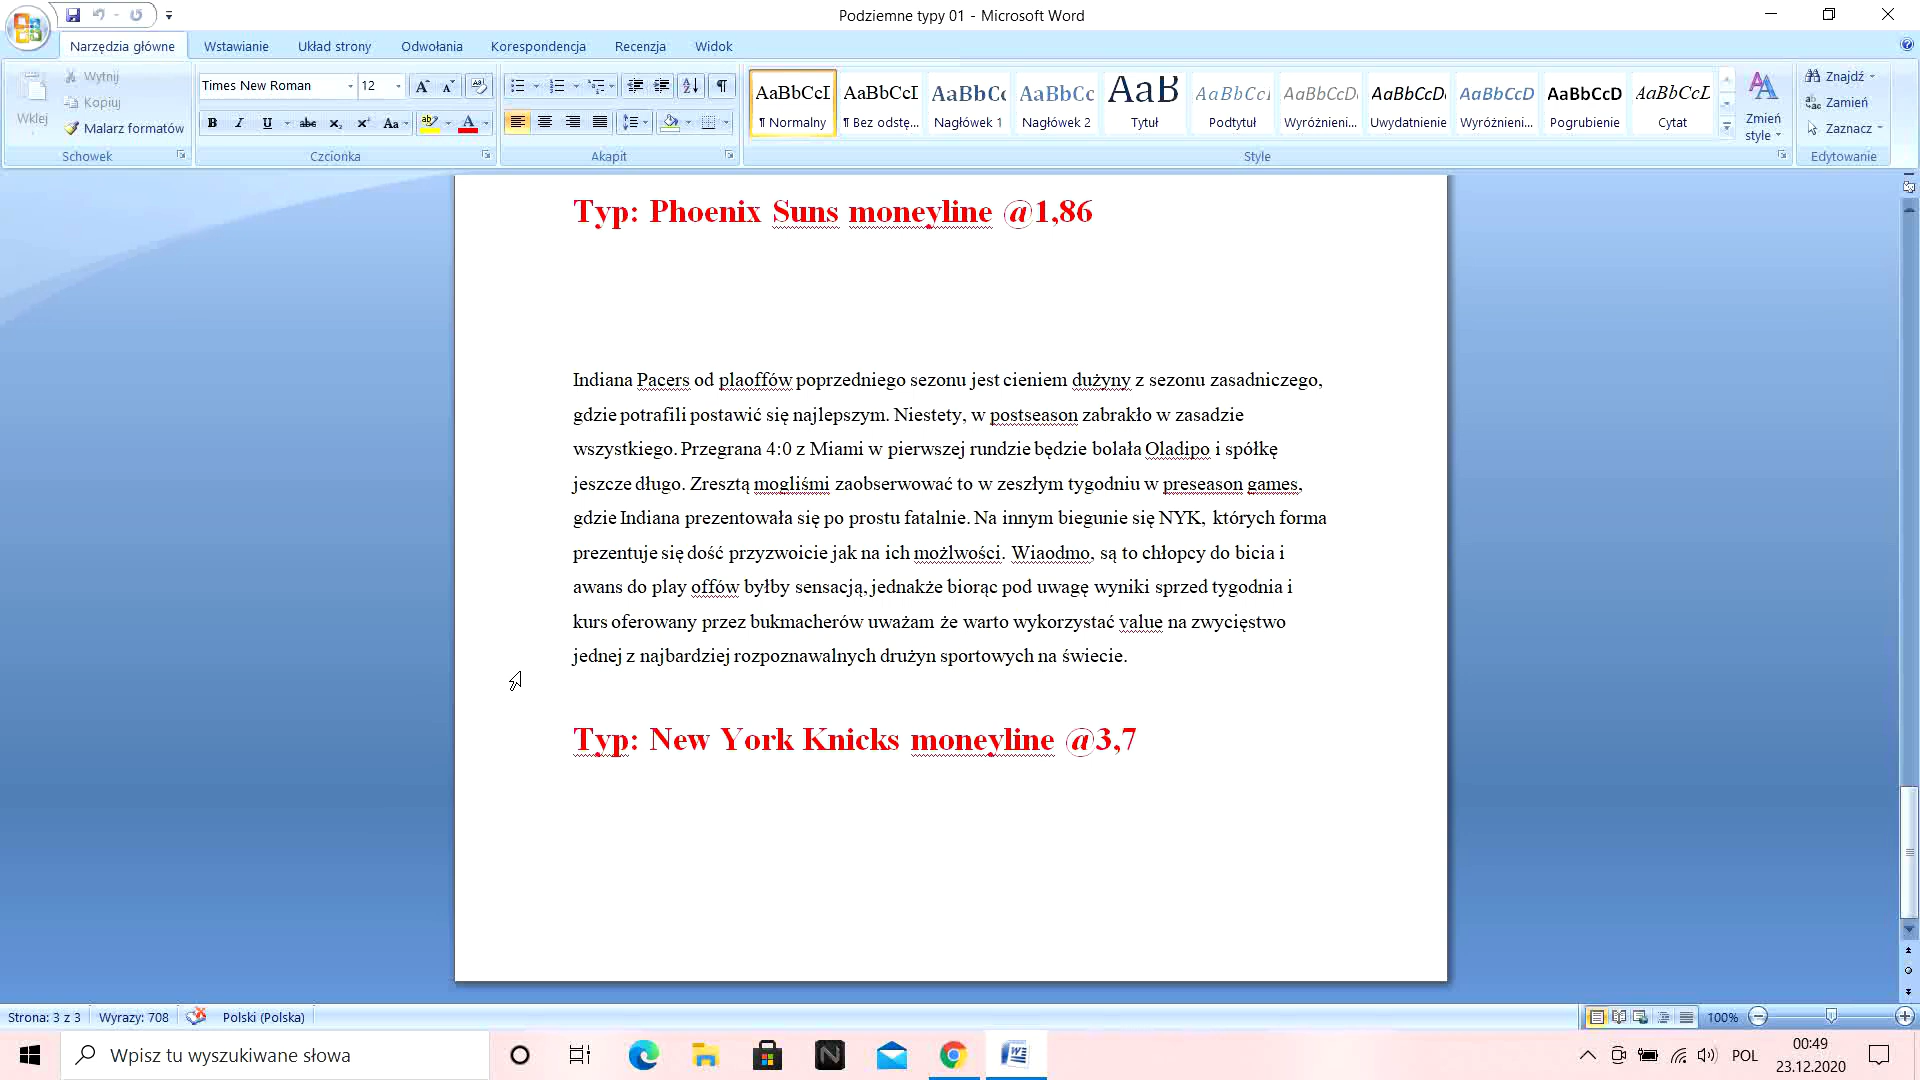 Podziemne typy 01 - Microsoft Word
Narzędzia główne Wstawianie Układ strony Odwołania Korespondencja Recenzja Widok
Wklej
Wytnij
Kopiuj
Malarz formatów
Schowek
Times New Roman 12
Czcionka
Akapit
AaBbCcI AaBbCcI AaBbCc AaBbCc AaB AaBbCcI AaBbCcD AaBbCcD AaBbCcD AaBbCcD AaBbCcL
¶ Normalny ¶ Bez odstę... Nagłówek 1 Nagłówek 2 Tytuł Podtytuł Wyróżnieni... Uwydatnienie Wyróżnieni... Pogrubienie Cytat
Style
Zmień
style
Znajdź
Zamień
Zaznacz
Edytowanie
Typ: Phoenix Suns moneyline @1,86
Indiana Pacers od plaoffów poprzedniego sezonu jest cieniem dużyny z sezonu zasadniczego,
gdzie potrafili postawić się najlepszym. Niestety, w postseason zabrakło w zasadzie
wszystkiego. Przegrana 4:0 z Miami w pierwszej rundzie będzie bolała Oladipo i spółkę
jeszcze długo. Zresztą mogliśmi zaobserwować to w zeszłym tygodniu w preseason games,
gdzie Indiana prezentowała się po prostu fatalnie. Na innym biegunie się NYK, których forma
prezentuje się dość przyzwoicie jak na ich możlwości. Wiaodmo, są to chłopcy do bicia i
awans do play offów byłby sensacją, jednakże biorąc pod uwagę wyniki sprzed tygodnia i
kurs oferowany przez bukmacherów uważam że warto wykorzystać value na zwycięstwo
jednej z najbardziej rozpoznawalnych drużyn sportowych na świecie.
Typ: New York Knicks moneyline @3,7
Strona: 3 z 3 Wyrazy: 708 Polski (Polska) 100%
Wpisz tu wyszukiwane słowa
POL
00:49
23.12.2020